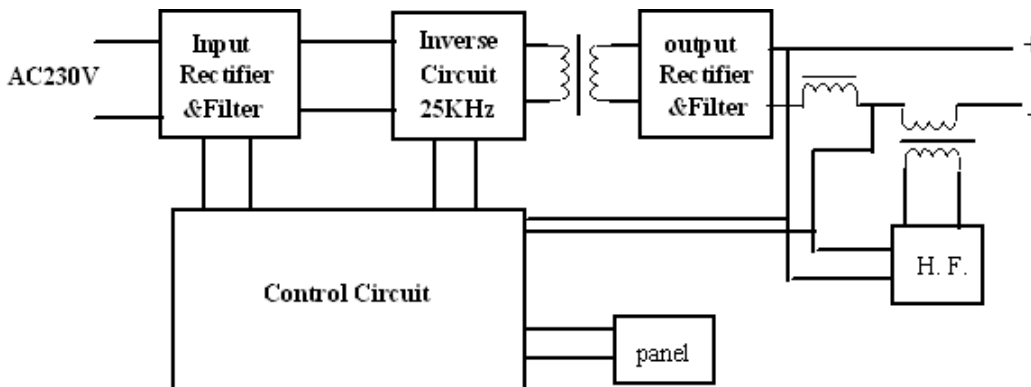 AC230V
Input
Rectifier
&Filter
Inverse
Circuit
25KHz
output
Rectifier
&Filter
+
-
H. F.
Control Circuit
panel